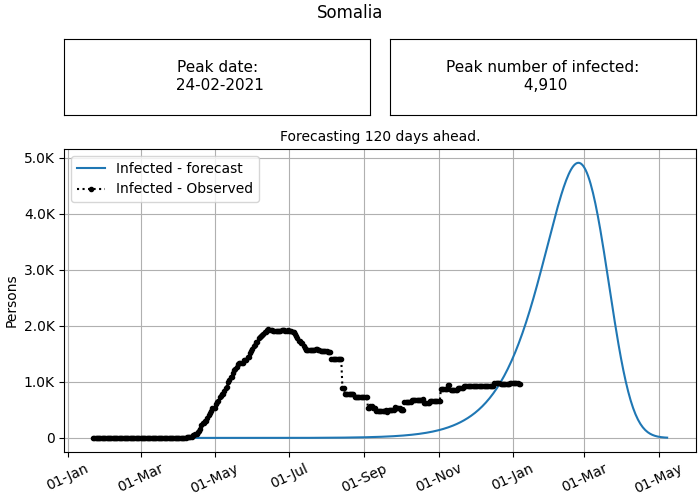 Somalia
Peak date:
24-02-2021
Peak number of infected:
4,910
Forecasting 120 days ahead.
Infected - forecast
Infected - Observed
Persons
5.0K
4.0K
3.0K
2.0K
1.0K
0
01-Jan
01-Mar
01-May
01-Jul
01-Sep
01-Nov
01-Jan
01-Mar
01-May